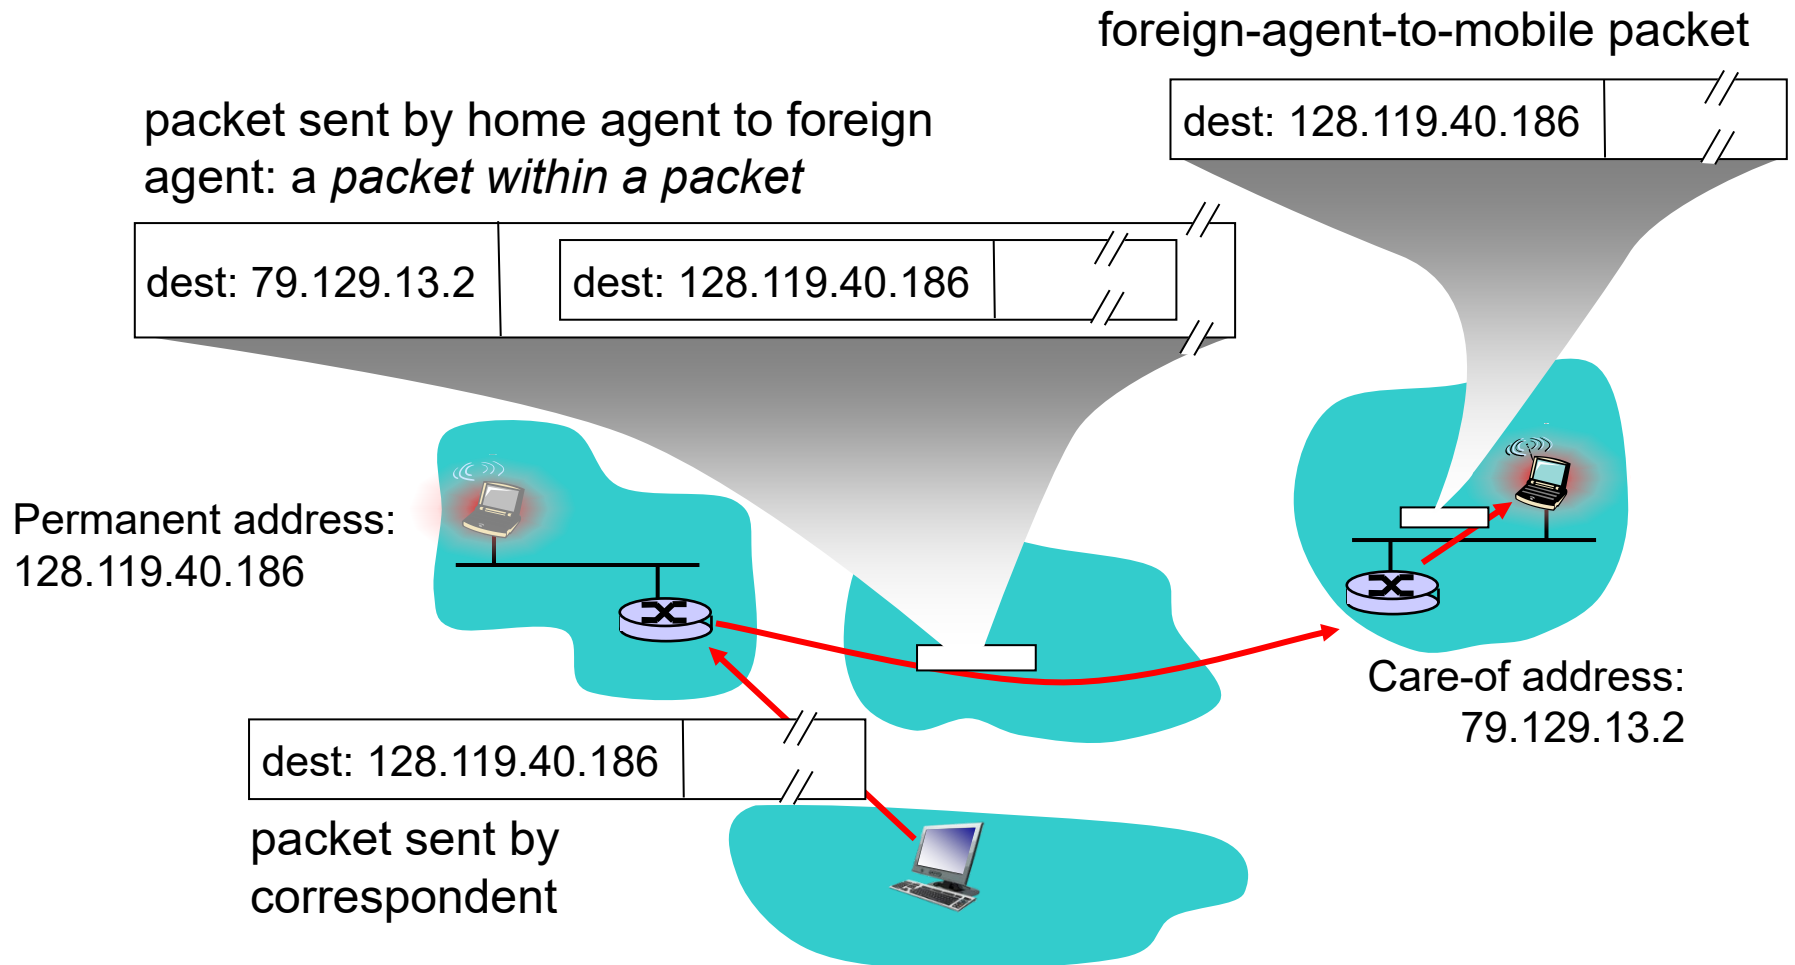 foreign-agent-to-mobile packet
dest: 128.119.40.186
packet sent by home agent to foreign
agent: a packet within a packet
dest: 79.129.13.2
dest: 128.119.40.186
Permanent address:
128.119.40.186
Care-of address:
79.129.13.2
dest: 128.119.40.186
packet sent by
correspondent